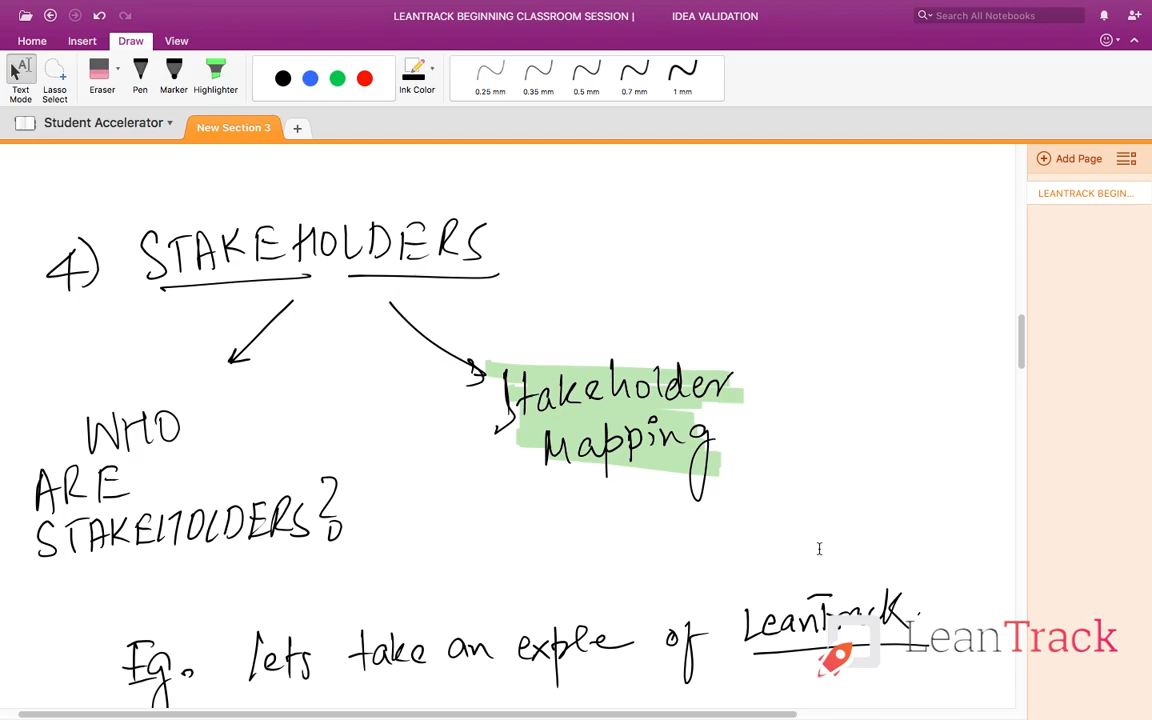 LEANTRACK BEGINNING CLASSROOM SESSION | IDEA VALIDATION
Search All Notebooks
Home Insert Draw View
Text Mode
Lasso Select
Eraser
Pen
Marker
Highlighter
Ink Color
0.25 mm 0.35 mm 0.5 mm 0.7 mm 1 mm
Student Accelerator
New Section 3
Add Page
LEANTRACK BEGIN...
4) STAKEHOLDERS
Stakeholder
Mapping
WHO
ARE
STAKEHOLDERS?
Eg. lets take an exple of LeanTrack.
LeanTrack